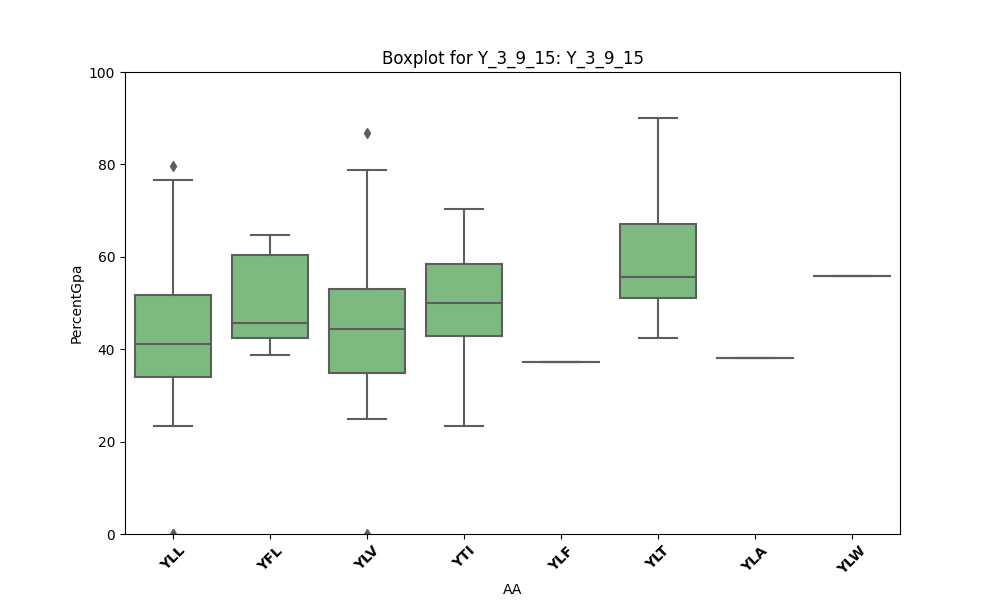 Boxplot for Y_3_9_15: Y_3_9_15
100
80
60
40
20
0
PercentGpa
YLL
YFL
YLV
YTI
YLF
YLT
YLA
YLW
AA